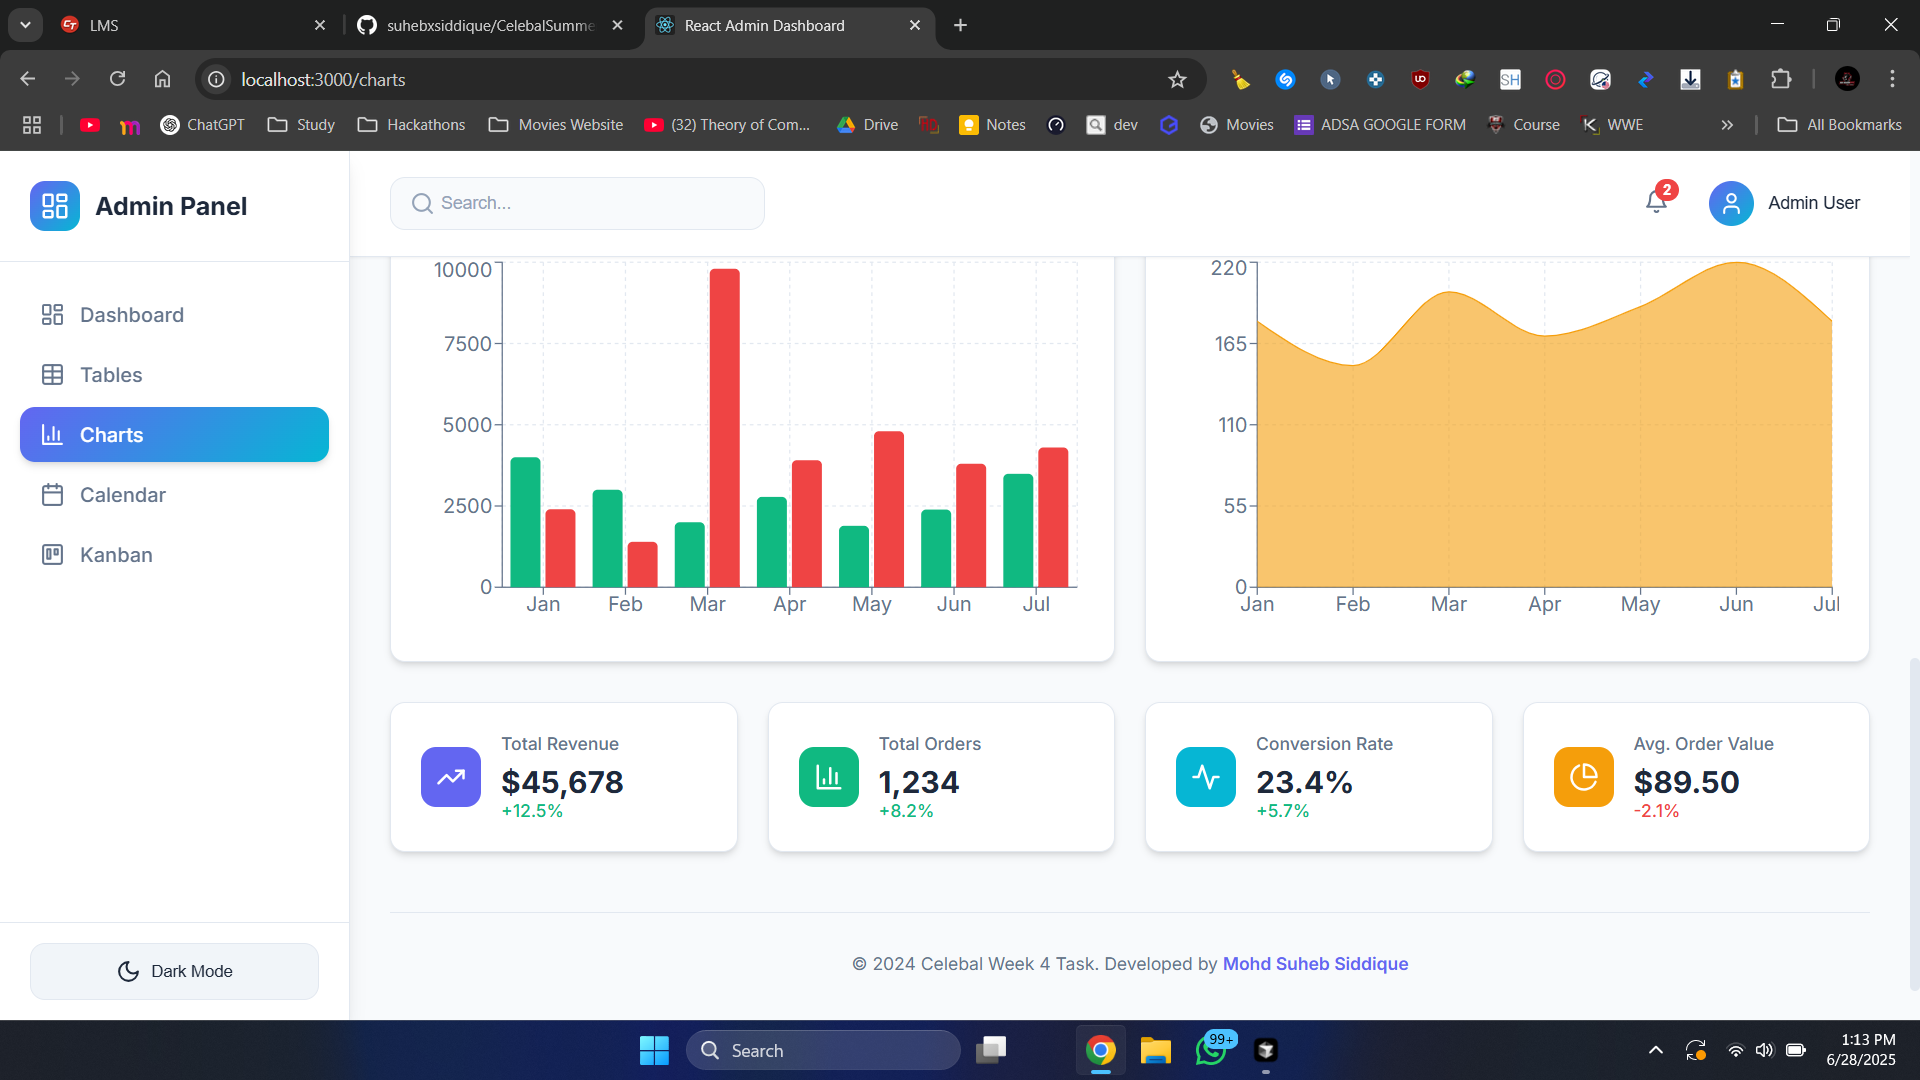 LMS
suhebxsiddique/CelebalSumme
React Admin Dashboard
localhost:3000/charts
UD
SH
ChatGPT
Study
Hackathons
Movies Website
(32) Theory of Com...
Drive
Notes
dev
Movies
ADSA GOOGLE FORM
Course
WWE
All Bookmarks
Admin Panel
Search...
2
Admin User
Dashboard
Tables
Charts
Calendar
Kanban
10000
7500
5000
2500
0
Jan Feb Mar Apr May Jun Jul
220
165
110
55
0
Jan Feb Mar Apr May Jun Jul
Total Revenue
$45,678
+12.5%
Total Orders
1,234
+8.2%
Conversion Rate
23.4%
+5.7%
Avg. Order Value
$89.50
-2.1%
© 2024 Celebal Week 4 Task. Developed by Mohd Suheb Siddique
Dark Mode
Search
99+
1:13 PM
6/28/2025